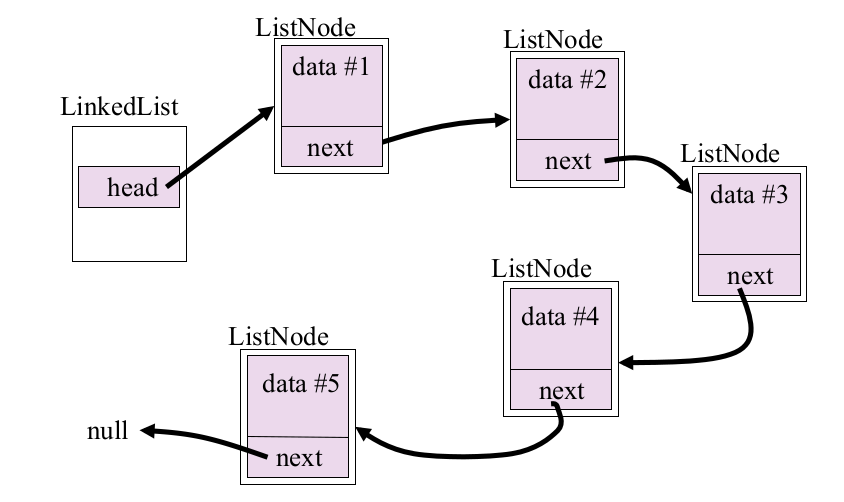 LinkedList
head
ListNode
data #1
next
ListNode
data #2
next
ListNode
data #3
next
ListNode
data #4
next
ListNode
data #5
next
null